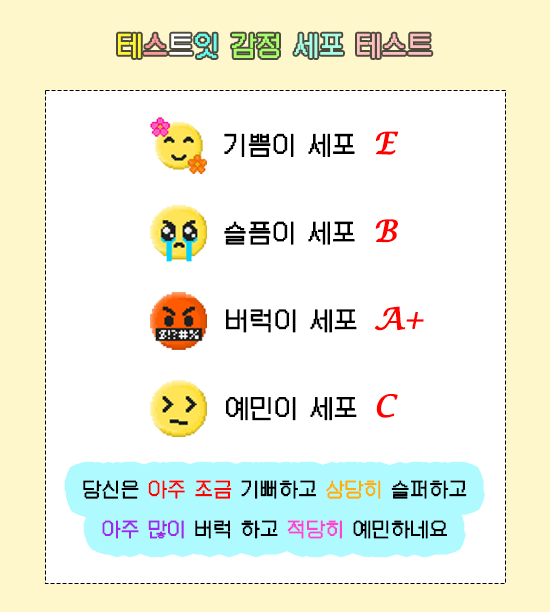 테스트잇 감정 세포 테스트
기쁨이 세포 E
슬픔이 세포 B
$!?#%
버럭이 세포 A+
예민이 세포 C
당신은 아주 조금 기뻐하고 상당히 슬퍼하고
아주 많이 버럭 하고 적당히 예민하네요